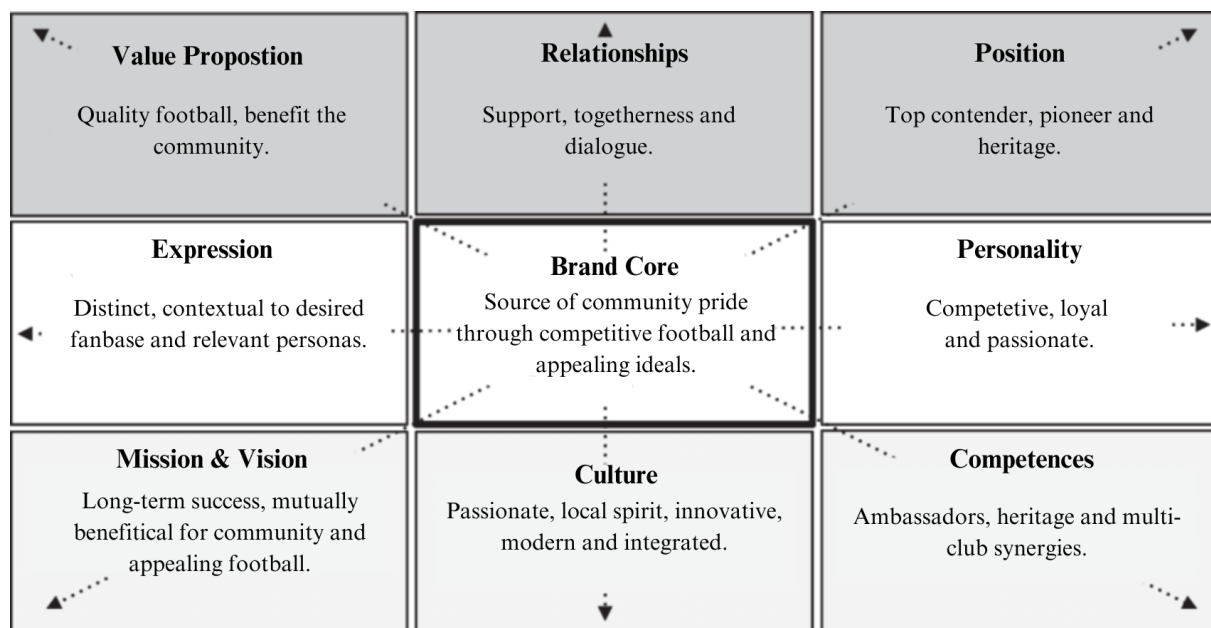 Value Propostion
Quality football, benefit the
community.
Relationships
Support, togetherness and
dialogue.
Position
Top contender, pioneer and
heritage.
Expression
Distinct, contextual to desired
fanbase and relevant personas.
Brand Core
Source of community pride
through competitive football and
appealing ideals.
Personality
Competetive, loyal
and passionate.
Mission & Vision
Long-term success, mutually
benefitical for community and
appealing football.
Culture
Passionate, local spirit, innovative,
modern and integrated.
Competences
Ambassadors, heritage and multi-
club synergies.